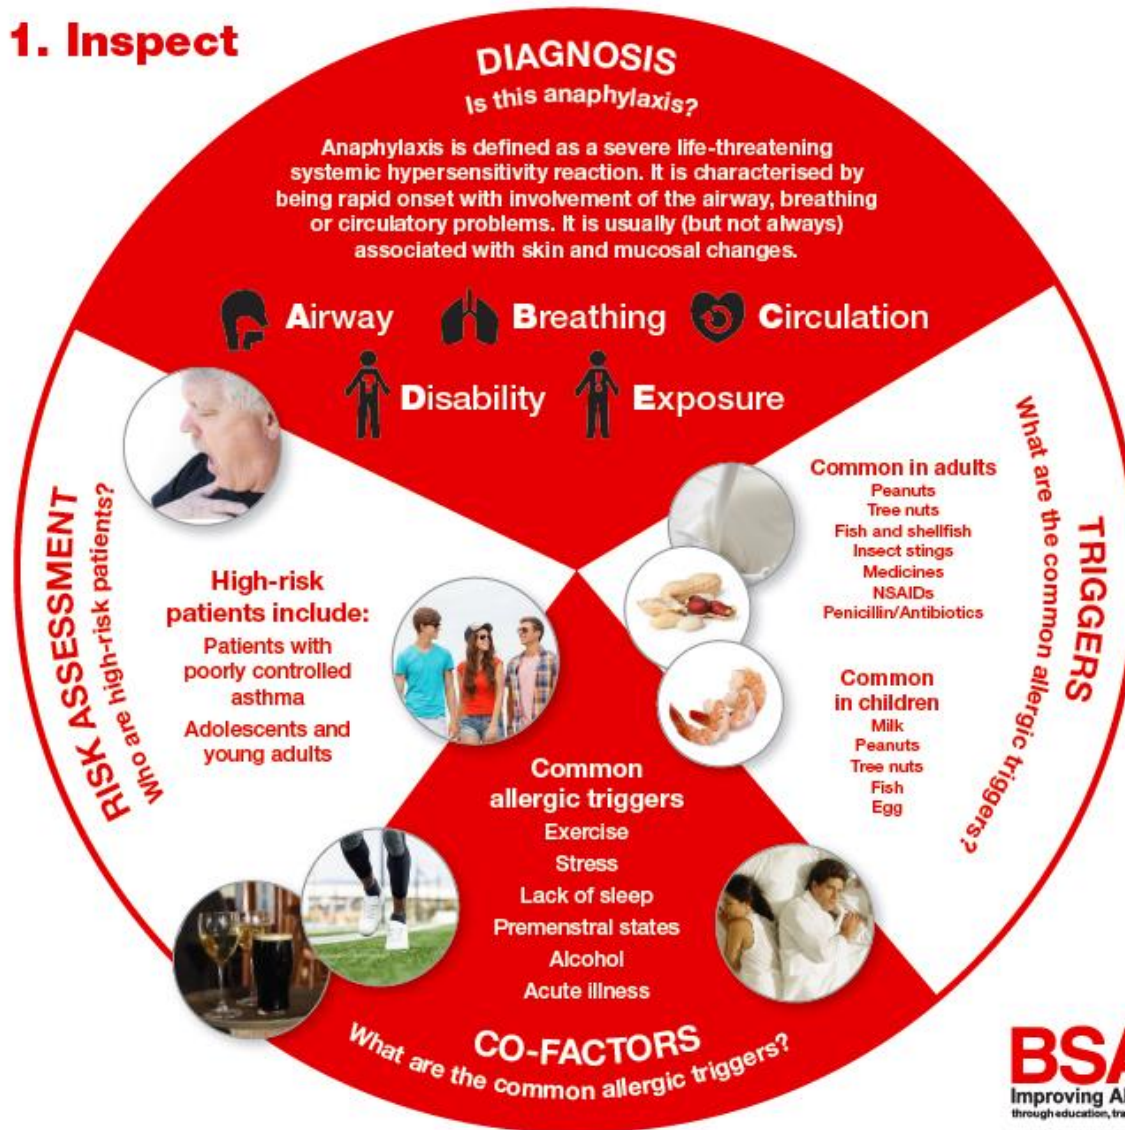 1. Inspect
DIAGNOSIS
Is this anaphylaxis?
Anaphylaxis is defined as a severe life-threatening
systemic hypersensitivity reaction. It is characterised by
being rapid onset with involvement of the airway, breathing
or circulatory problems. It is usually (but not always)
associated with skin and mucosal changes.
Airway
Breathing
Circulation
Disability
Exposure
TRIGGERS
What are the common allergic triggers?
Common in adults
Peanuts
Tree nuts
Fish and shellfish
Insect stings
Medicines
NSAIDs
Penicillin/Antibiotics
Common
in children
Milk
Peanuts
Tree nuts
Fish
Egg
RISK ASSESSMENT
Who are high-risk patients?
High-risk
patients include:
Patients with
poorly controlled
asthma
Adolescents and
young adults
Common
allergic triggers
Exercise
Stress
Lack of sleep
Premenstral states
Alcohol
Acute illness
CO-FACTORS
What are the common allergic triggers?
BSA
Improving
through education,